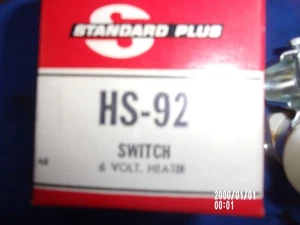 S
STANDARD PLUS
HS-92
SWITCH
6 VOLT. HEATER
2000/01/01
00:01